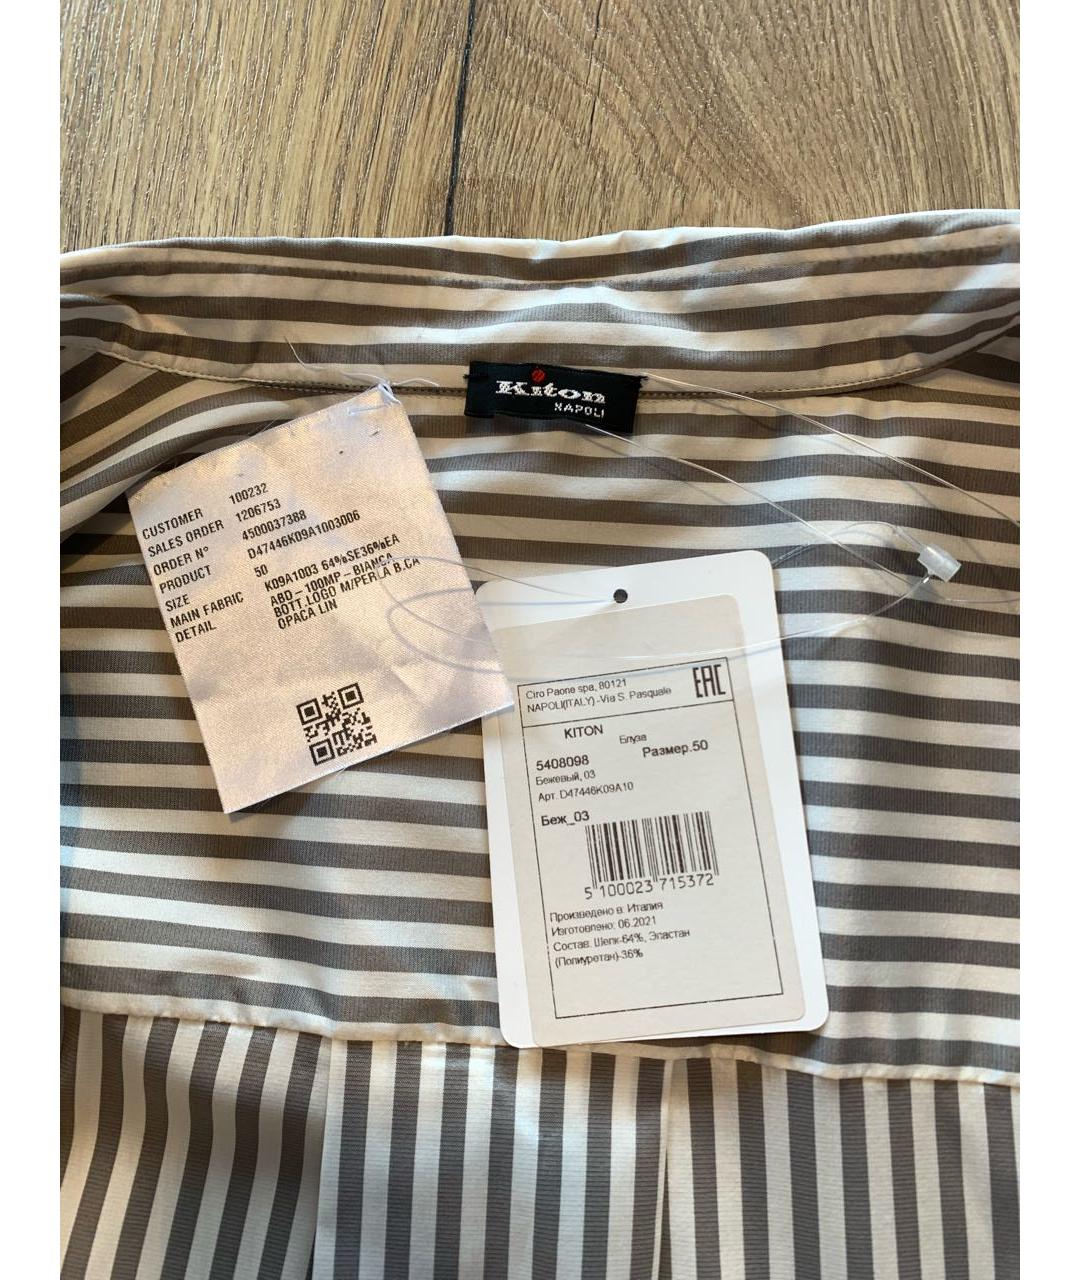 Kiton
NAPOLI
CUSTOMER 100232
SALES ORDER 1206753
ORDER N° 4500037388
PRODUCT D47446K09A1003006
SIZE 50
MAIN FABRIC K09A1003 64%SE36%EA
DETAIL ABD-100MP-BIANCA
BOTT.LOGO M/PERLA B.CA
OPACA LIN
Ciro Paone spa, 80121
NAPOLI(ITALY)-Via S. Pasquale
EAC
KITON Блуза
5408098 Размер.50
Бежевый, 03
Арт. D47446K09A10
Беж_03
5 100023 715372
Произведено в: Италия
Изготовлено: 06.2021
Состав: Шелк-64%, Эластан
(Полиуретан)-36%